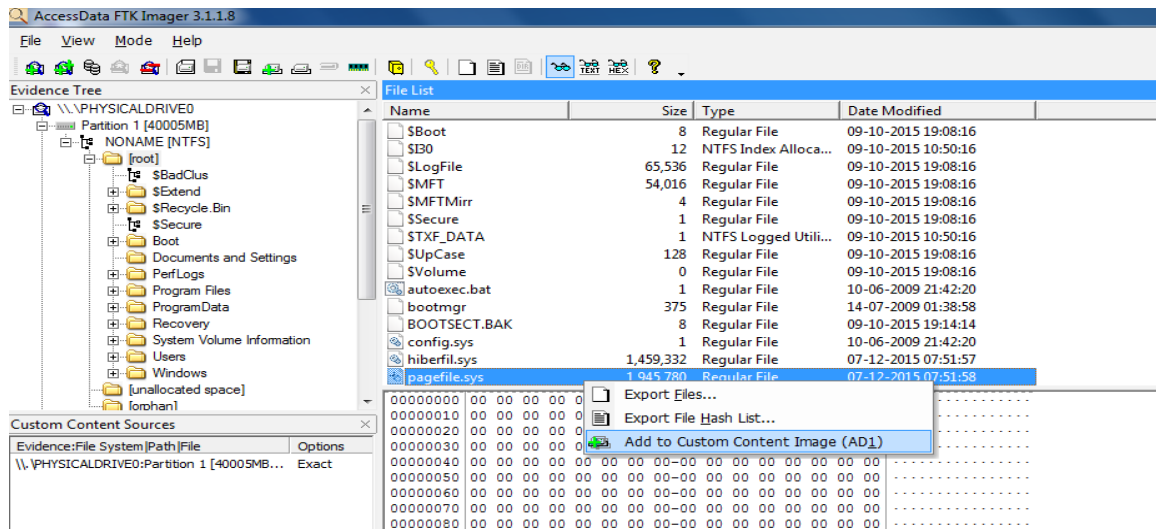 AccessData FTK Imager 3.1.1.8
File View Mode Help
TEXT HEX
Evidence Tree
\\.\PHYSICALDRIVE0
Partition 1 [40005MB]
NONAME [NTFS]
[root]
$BadClus
$Extend
$Recycle.Bin
$Secure
Boot
Documents and Settings
PerfLogs
Program Files
ProgramData
Recovery
System Volume Information
Users
Windows
[unallocated space]
[orphan]
Custom Content Sources
Evidence:File System|Path|File Options
\\.\PHYSICALDRIVE0:Partition 1 [40005MB... Exact
File List
Name Size Type Date Modified
$Boot 8 Regular File 09-10-2015 19:08:16
$I30 12 NTFS Index Alloca... 09-10-2015 10:50:16
$LogFile 65,536 Regular File 09-10-2015 19:08:16
$MFT 54,016 Regular File 09-10-2015 19:08:16
$MFTMirr 4 Regular File 09-10-2015 19:08:16
$Secure 1 Regular File 09-10-2015 19:08:16
$TXF_DATA 1 NTFS Logged Utili... 09-10-2015 10:50:16
$UpCase 128 Regular File 09-10-2015 19:08:16
$Volume 0 Regular File 09-10-2015 19:08:16
autoexec.bat 1 Regular File 10-06-2009 21:42:20
bootmgr 375 Regular File 14-07-2009 01:38:58
BOOTSECT.BAK 8 Regular File 09-10-2015 19:14:14
config.sys 1 Regular File 10-06-2009 21:42:20
hiberfil.sys 1,459,332 Regular File 07-12-2015 07:51:57
pagefile.sys 1,945,780 Regular File 07-12-2015 07:51:58
Export Files...
Export File Hash List...
Add to Custom Content Image (AD1)
00000000 00 00 00 00 0
00000010 00 00 00 00 0
00000020 00 00 00 00 0
00000030 00 00 00 00 0
00000040 00 00 00 00 00 00 00 00-00 00 00 00 00 00 00 00 ................
00000050 00 00 00 00 00 00 00 00-00 00 00 00 00 00 00 00 ................
00000060 00 00 00 00 00 00 00 00-00 00 00 00 00 00 00 00 ................
00000070 00 00 00 00 00 00 00 00-00 00 00 00 00 00 00 00 ................
00000080 00 00 00 00 00 00 00 00-00 00 00 00 00 00 00 00 ................